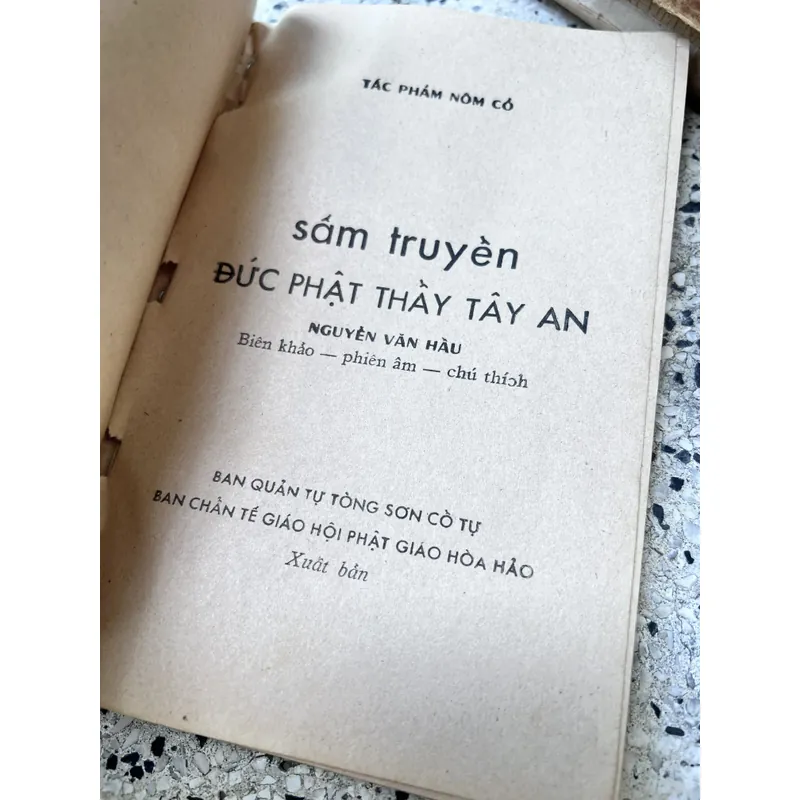 TÁC PHẨM NÔM CỔ
sấm truyền
ĐỨC PHẬT THẦY TÂY AN
NGUYỄN VĂN HẦU
Biên khảo — phiên âm — chú thích
BAN QUẢN TỰ TÒNG SƠN CỔ TỰ
BAN CHẨN TẾ GIÁO HỘI PHẬT GIÁO HÒA HẢO
Xuất bản